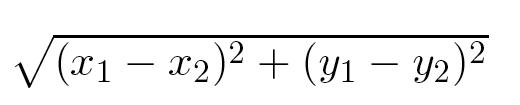 √(x₁ − x₂)² + (y₁ − y₂)²